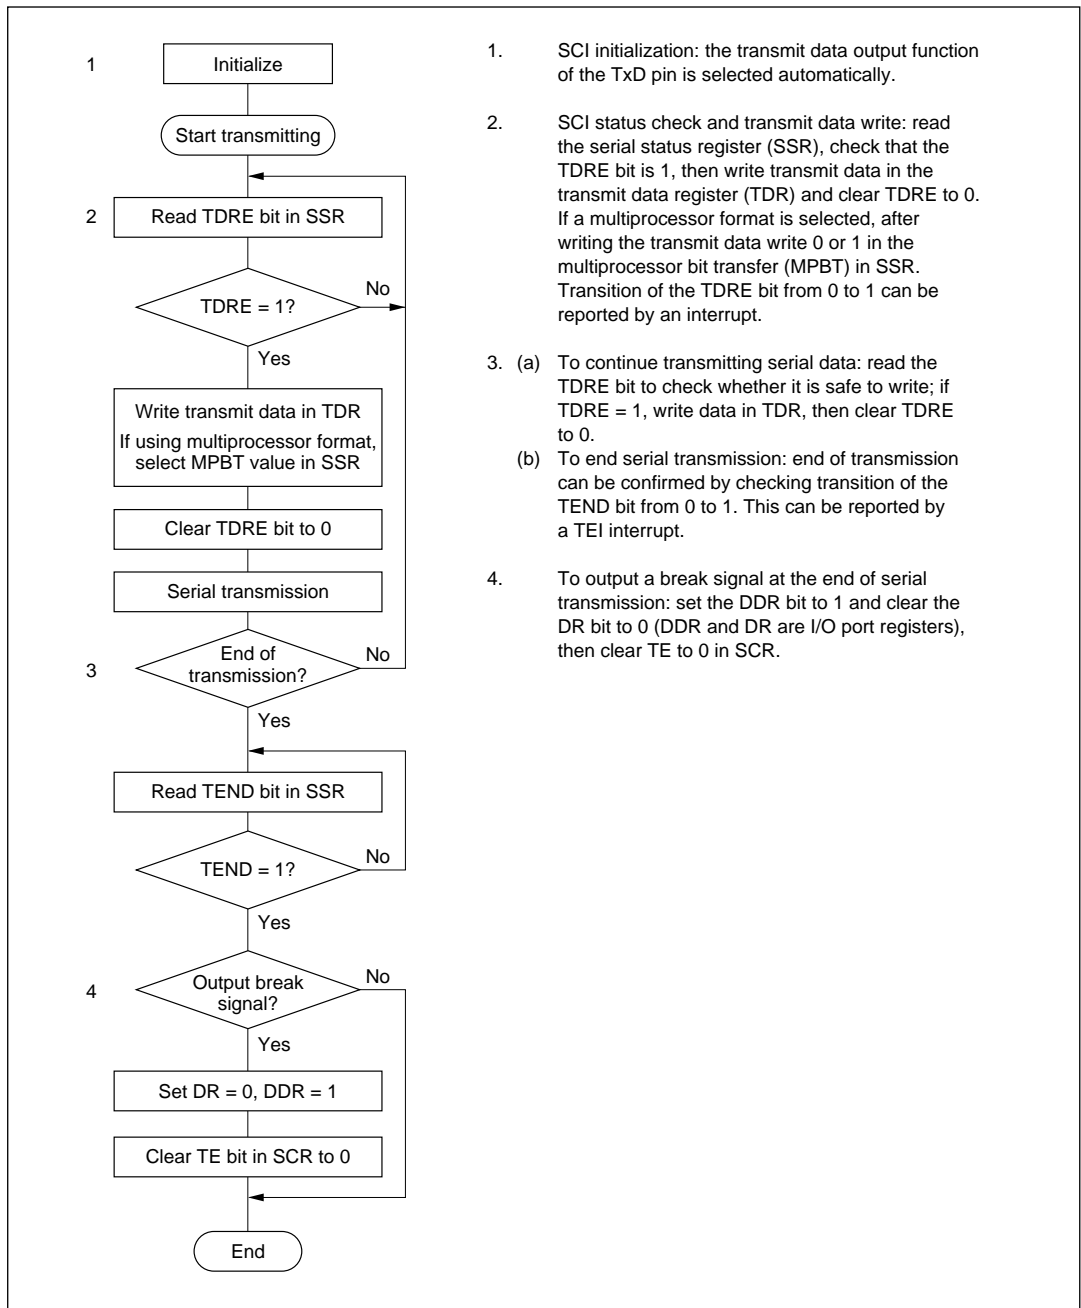 1
Initialize
Start transmitting
2
Read TDRE bit in SSR
TDRE = 1?
No
Yes
Write transmit data in TDR
If using multiprocessor format,
select MPBT value in SSR
Clear TDRE bit to 0
Serial transmission
3
End of
transmission?
No
Yes
Read TEND bit in SSR
TEND = 1?
No
Yes
4
Output break
signal?
No
Yes
Set DR = 0, DDR = 1
Clear TE bit in SCR to 0
End
1. SCI initialization: the transmit data output function
of the TxD pin is selected automatically.
2. SCI status check and transmit data write: read
the serial status register (SSR), check that the
TDRE bit is 1, then write transmit data in the
transmit data register (TDR) and clear TDRE to 0.
If a multiprocessor format is selected, after
writing the transmit data write 0 or 1 in the
multiprocessor bit transfer (MPBT) in SSR.
Transition of the TDRE bit from 0 to 1 can be
reported by an interrupt.
3. (a) To continue transmitting serial data: read the
TDRE bit to check whether it is safe to write; if
TDRE = 1, write data in TDR, then clear TDRE
to 0.
(b) To end serial transmission: end of transmission
can be confirmed by checking transition of the
TEND bit from 0 to 1. This can be reported by
a TEI interrupt.
4. To output a break signal at the end of serial
transmission: set the DDR bit to 1 and clear the
DR bit to 0 (DDR and DR are I/O port registers),
then clear TE to 0 in SCR.